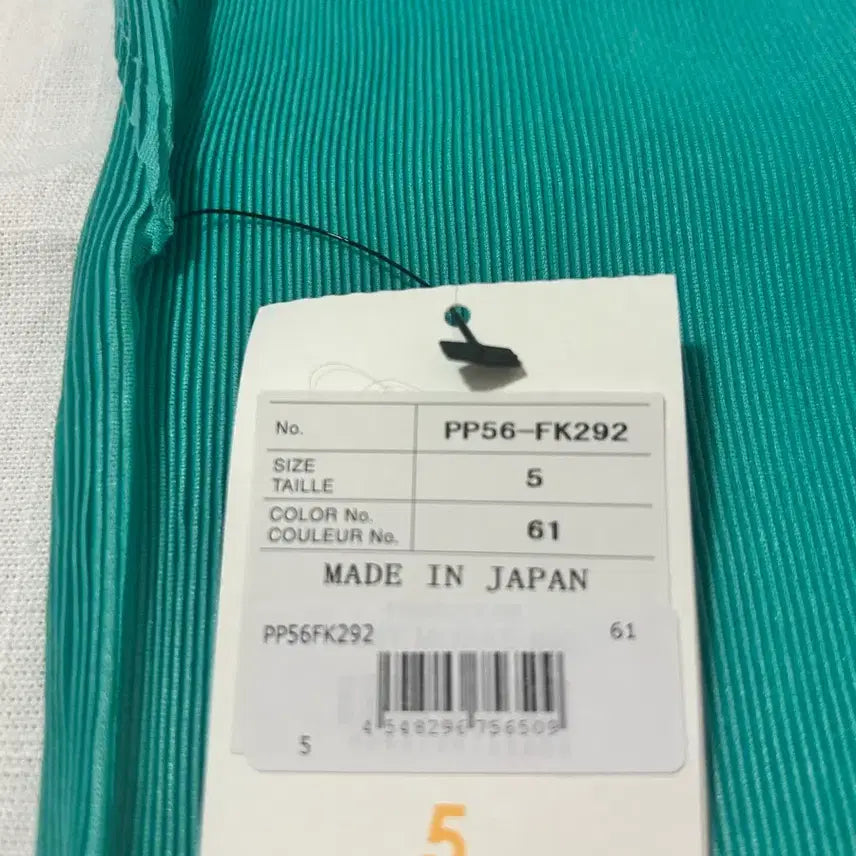 No. PP56-FK292
SIZE
TAILLE 5
COLOR No.
COULEUR No. 61
MADE IN JAPAN
PP56FK292 61
4 548296 756509
5
5